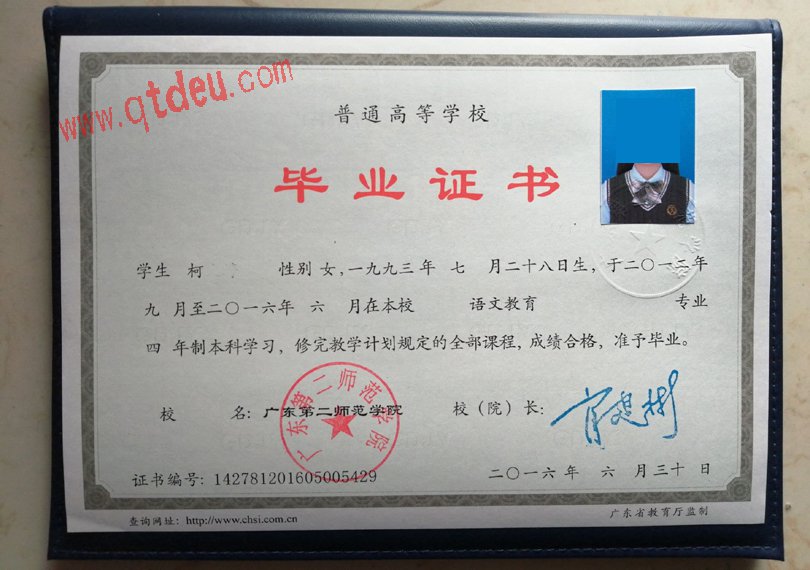 www.qtdeu.com
普通高等学校
毕业证书
学生 柯 性别 女，一九九三年 七 月二十八日生，于二〇一二年
九 月至二〇一六年 六 月在本校 语文教育 专业
四 年制本科学习，修完教学计划规定的全部课程，成绩合格，准予毕业。
校 名：广东第二师范学院 校（院）长：
广东第二师范学院
证书编号：142781201605005429 二〇一六年 六 月三十日
查询网址：http://www.chsi.com.cn 广东省教育厅监制